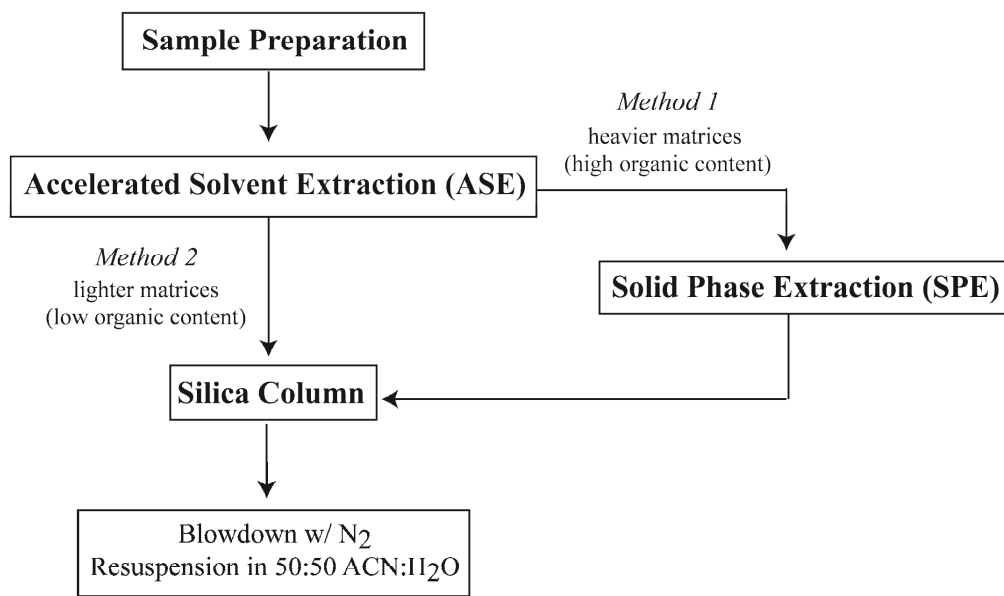 Sample Preparation
Method 1
heavier matrices
(high organic content)
Accelerated Solvent Extraction (ASE)
Method 2
lighter matrices
(low organic content)
Solid Phase Extraction (SPE)
Silica Column
Blowdown w/ N2
Resuspension in 50:50 ACN:H2O